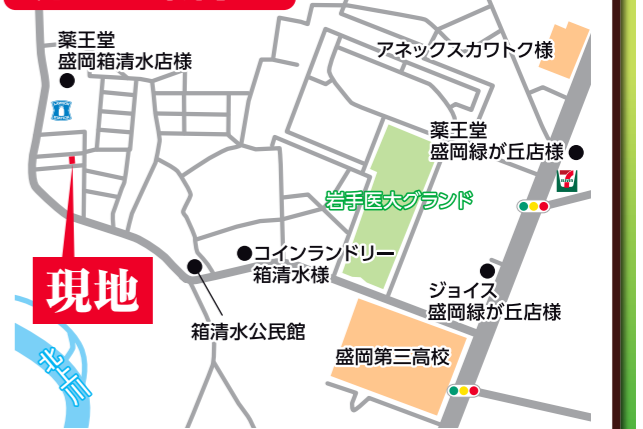 薬王堂
盛岡箱清水店様
アネックスカワトク様
薬王堂
盛岡緑が丘店様
岩手医大グランド
コインランドリー
箱清水様
ジョイス
盛岡緑が丘店様
現地
箱清水公民館
盛岡第三高校
北上川